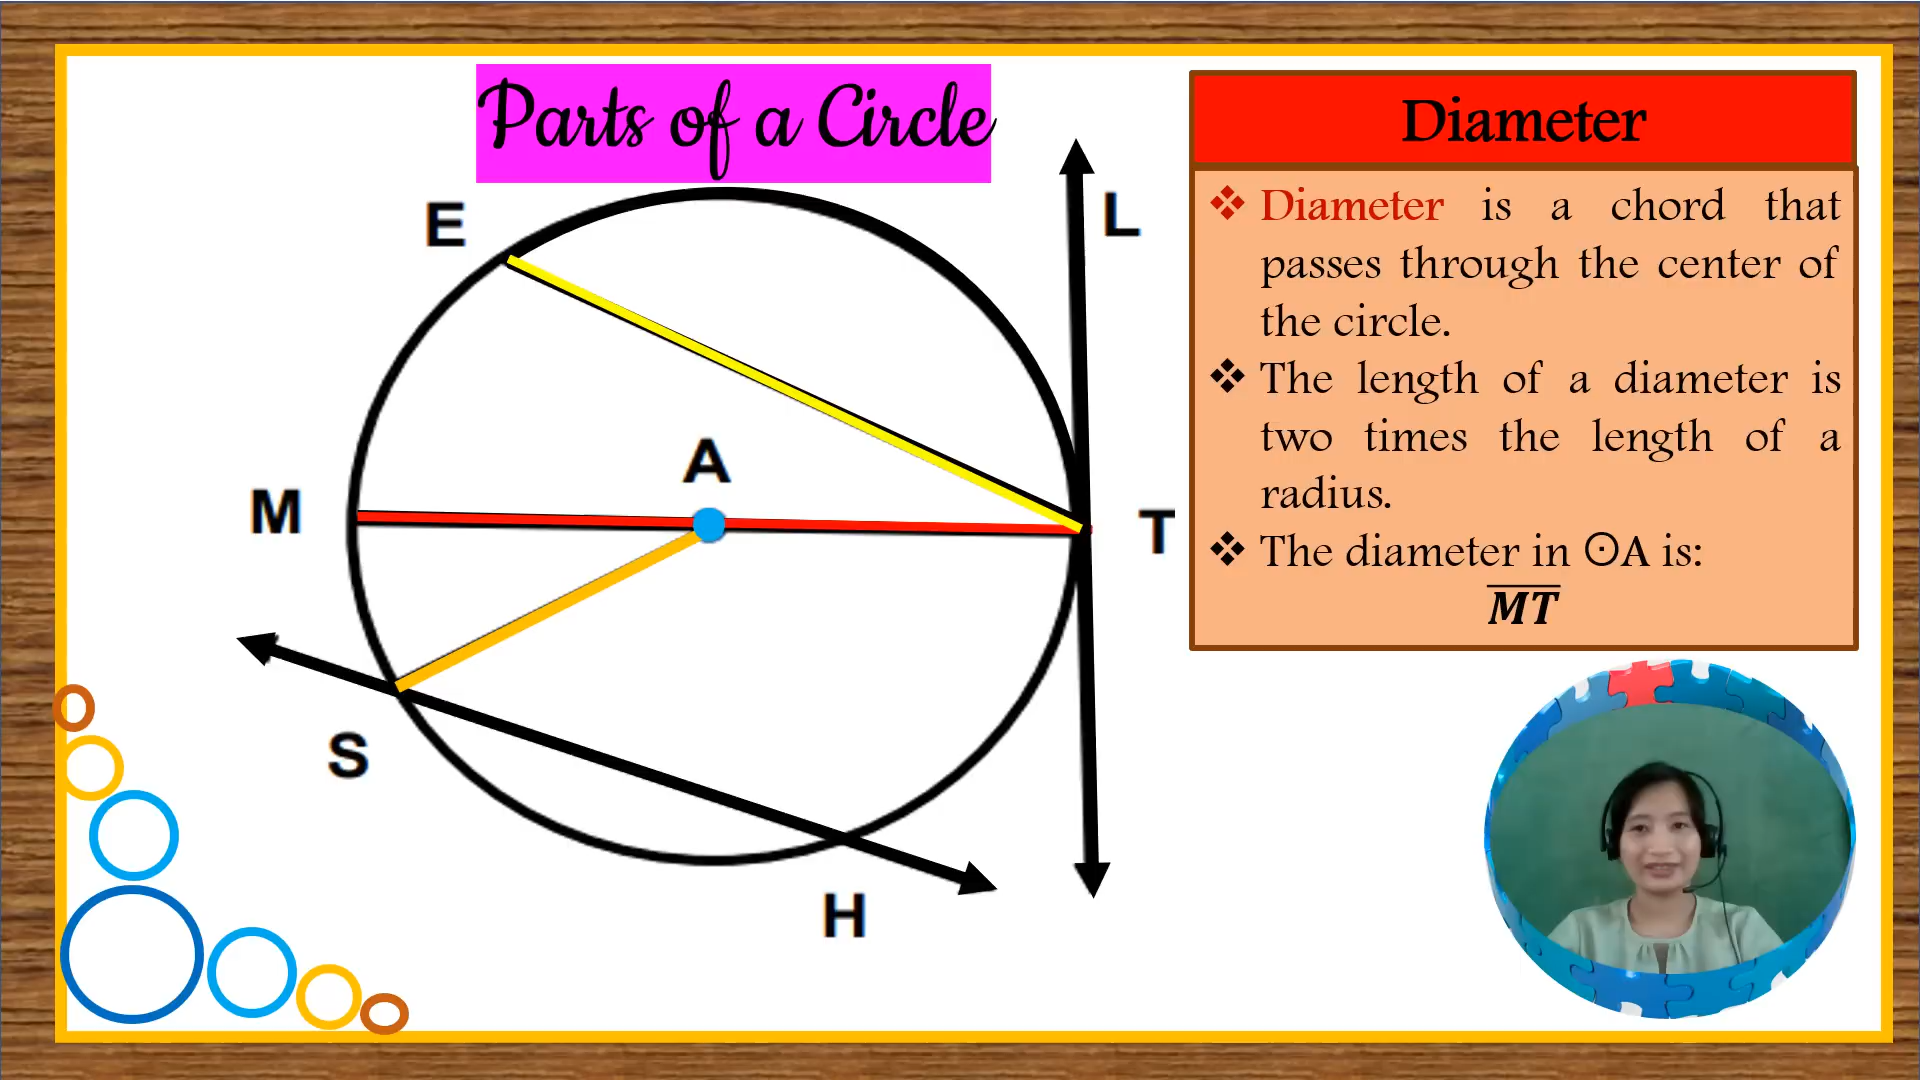 Parts of a Circle
E
L
A
M
T
S
H
Diameter
❖ Diameter is a chord that
passes through the center of
the circle.
❖ The length of a diameter is
two times the length of a
radius.
❖ The diameter in ⊙A is:
M̅T̅